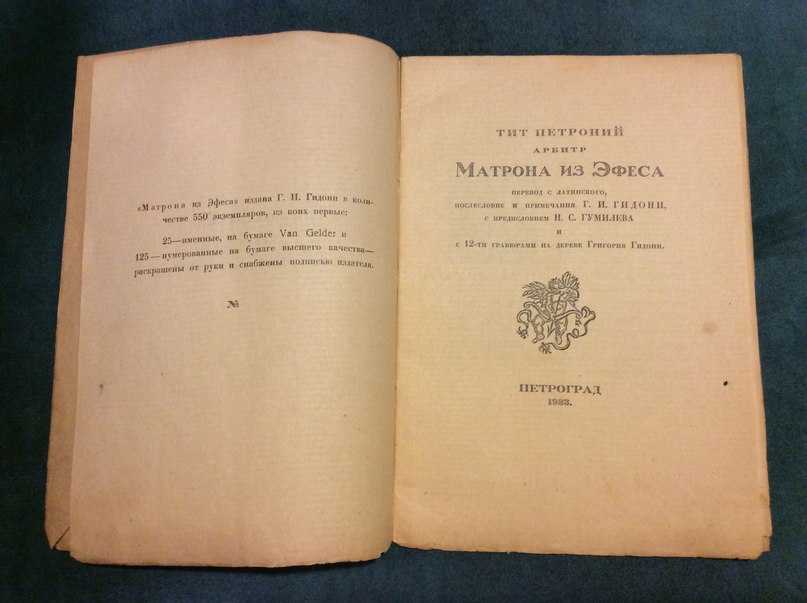 «Матрона из Эфеса» издана Г. И. Гидони в коли-
честве 550 экземпляров, из коих первые:
25—именные, на бумаге Van Gelder и
125—нумерованные на бумаге высшего качества—
раскрашены от руки и снабжены подписью издателя.
№
ТИТ ПЕТРОНИЙ
АРБИТР
МАТРОНА ИЗ ЭФЕСА
ПЕРЕВОД С ЛАТИНСКОГО,
ПОСЛЕСЛОВИЕ И ПРИМЕЧАНИЯ Г. И. ГИДОНИ,
С ПРЕДИСЛОВИЕМ Н. С. ГУМИЛЕВА
И
С 12-ТИ ГРАВЮРАМИ НА ДЕРЕВЕ ГРИГОРИЯ ГИДОНИ.
ПЕТРОГРАД
1923.